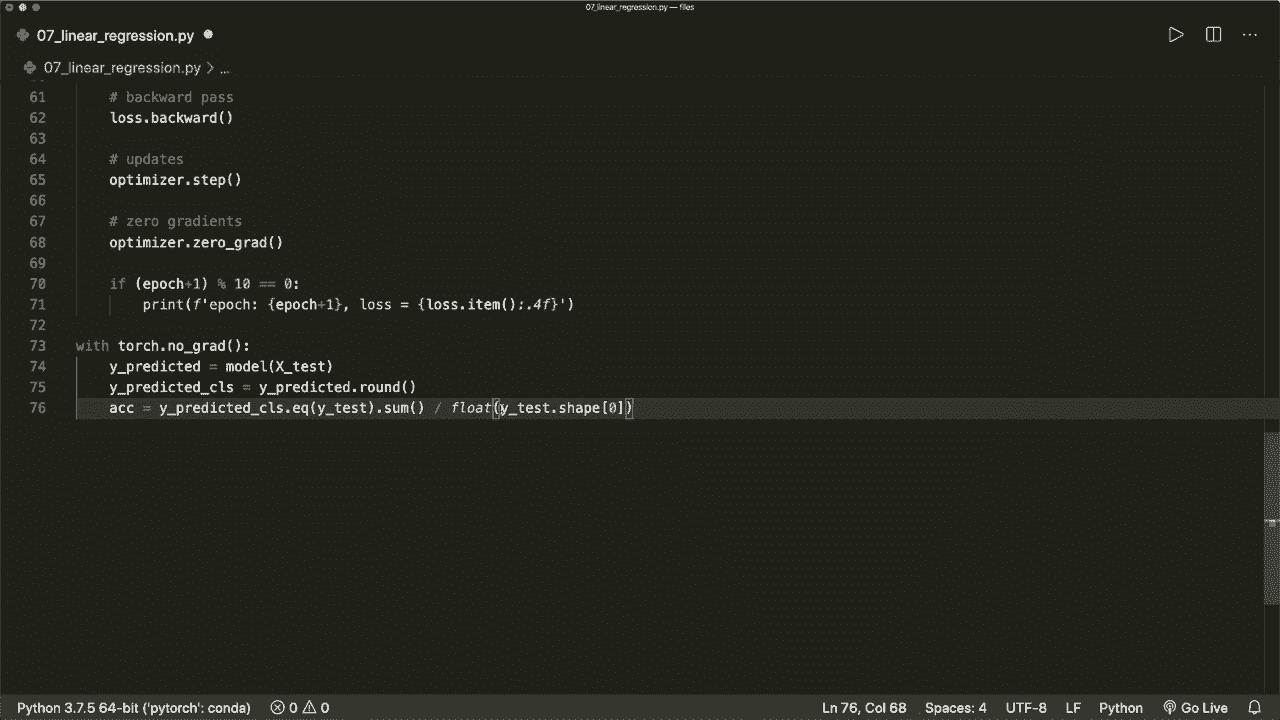 07_linear_regression.py — files
07_linear_regression.py
07_linear_regression.py > ...
61 # backward pass
62 loss.backward()
63
64 # updates
65 optimizer.step()
66
67 # zero gradients
68 optimizer.zero_grad()
69
70 if (epoch+1) % 10 == 0:
71 print(f'epoch: {epoch+1}, loss = {loss.item():.4f}')
72
73 with torch.no_grad():
74 y_predicted = model(X_test)
75 y_predicted_cls = y_predicted.round()
76 acc = y_predicted_cls.eq(y_test).sum() / float(y_test.shape[0])
Python 3.7.5 64-bit ('pytorch': conda) 0 0 Ln 76, Col 68 Spaces: 4 UTF-8 LF Python Go Live